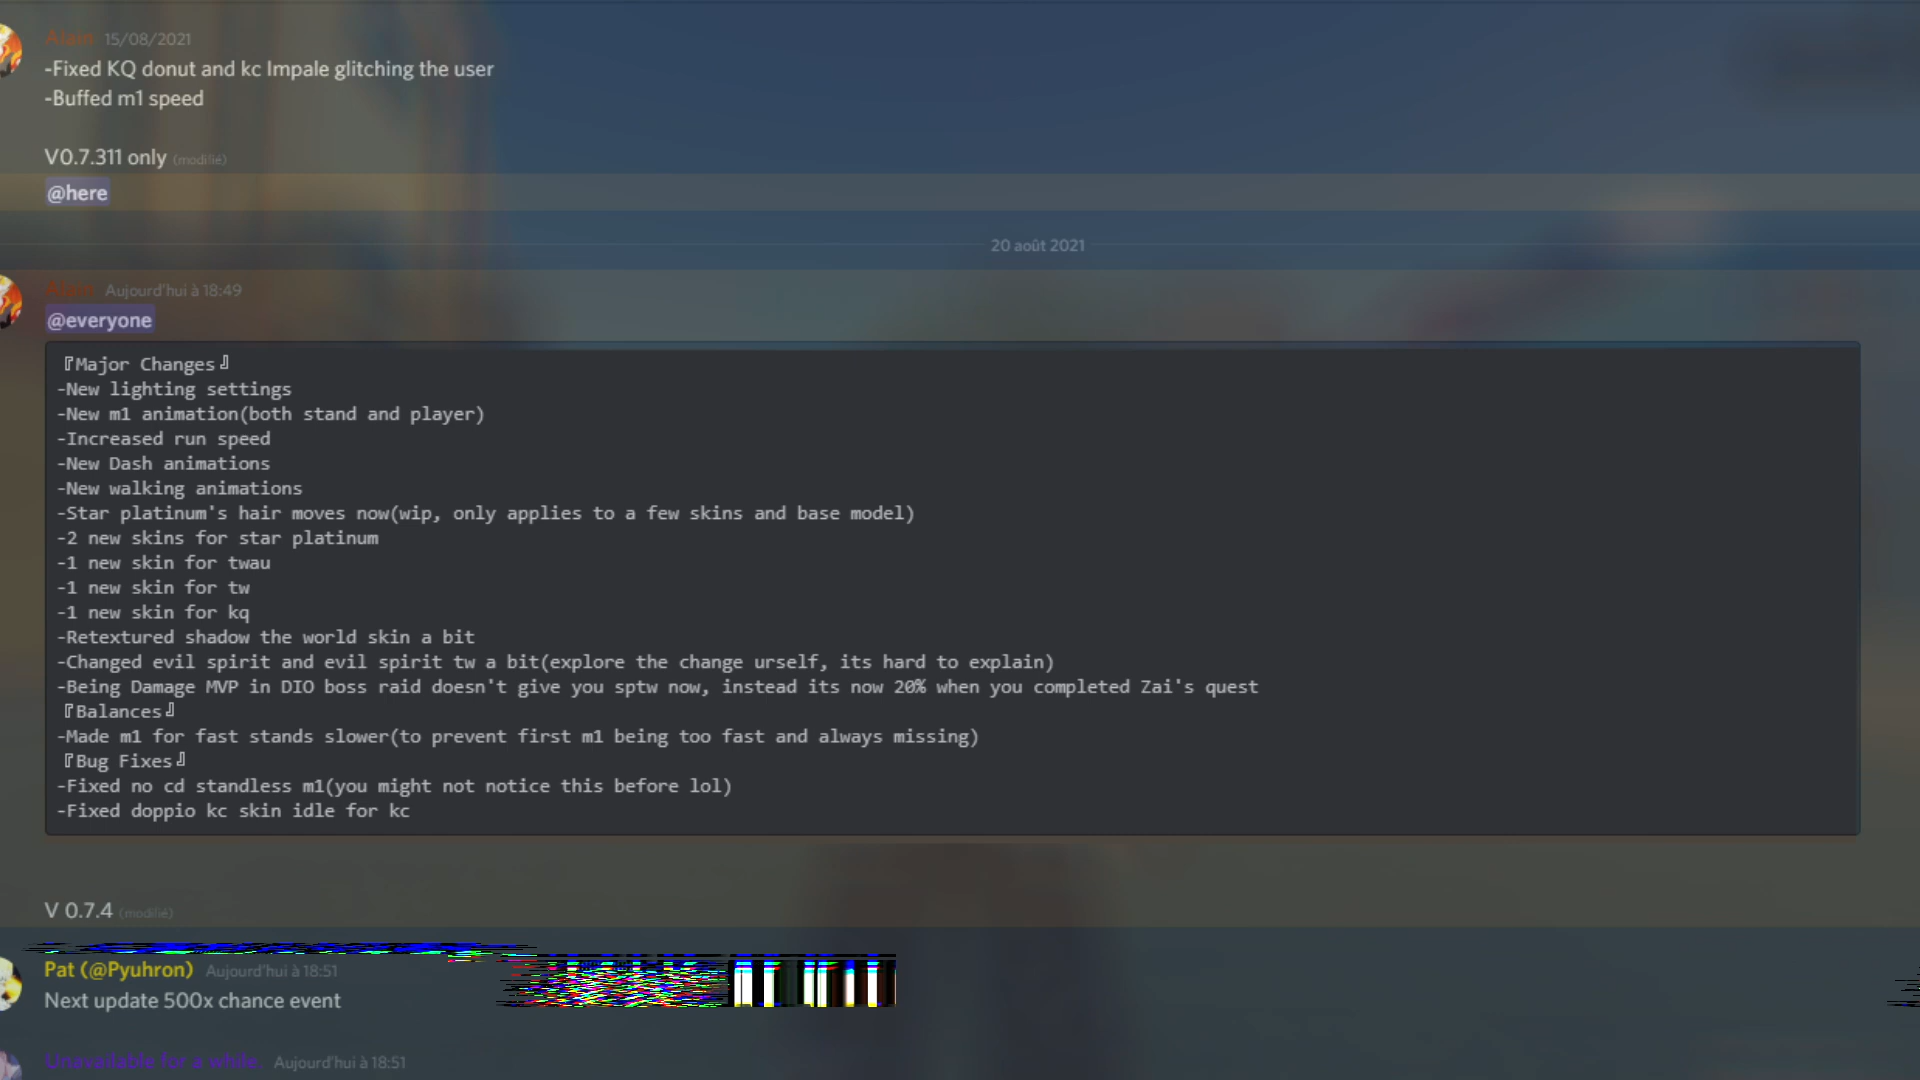 Alain 15/08/2021
-Fixed KQ donut and kc Impale glitching the user
-Buffed m1 speed
V0.7.311 only (modifié)
@here
20 août 2021
Alain Aujourd'hui à 18:49
@everyone
『Major Changes』
-New lighting settings
-New m1 animation(both stand and player)
-Increased run speed
-New Dash animations
-New walking animations
-Star platinum's hair moves now(wip, only applies to a few skins and base model)
-2 new skins for star platinum
-1 new skin for twau
-1 new skin for tw
-1 new skin for kq
-Retextured shadow the world skin a bit
-Changed evil spirit and evil spirit tw a bit(explore the change urself, its hard to explain)
-Being Damage MVP in DIO boss raid doesn't give you sptw now, instead its now 20% when you completed Zai's quest
『Balances』
-Made m1 for fast stands slower(to prevent first m1 being too fast and always missing)
『Bug Fixes』
-Fixed no cd standless m1(you might not notice this before lol)
-Fixed doppio kc skin idle for kc
V 0.7.4 (modifié)
Pat (@Pyuhron) Aujourd'hui à 18:51
Next update 500x chance event
Unavailable for a while. Aujourd'hui à 18:51